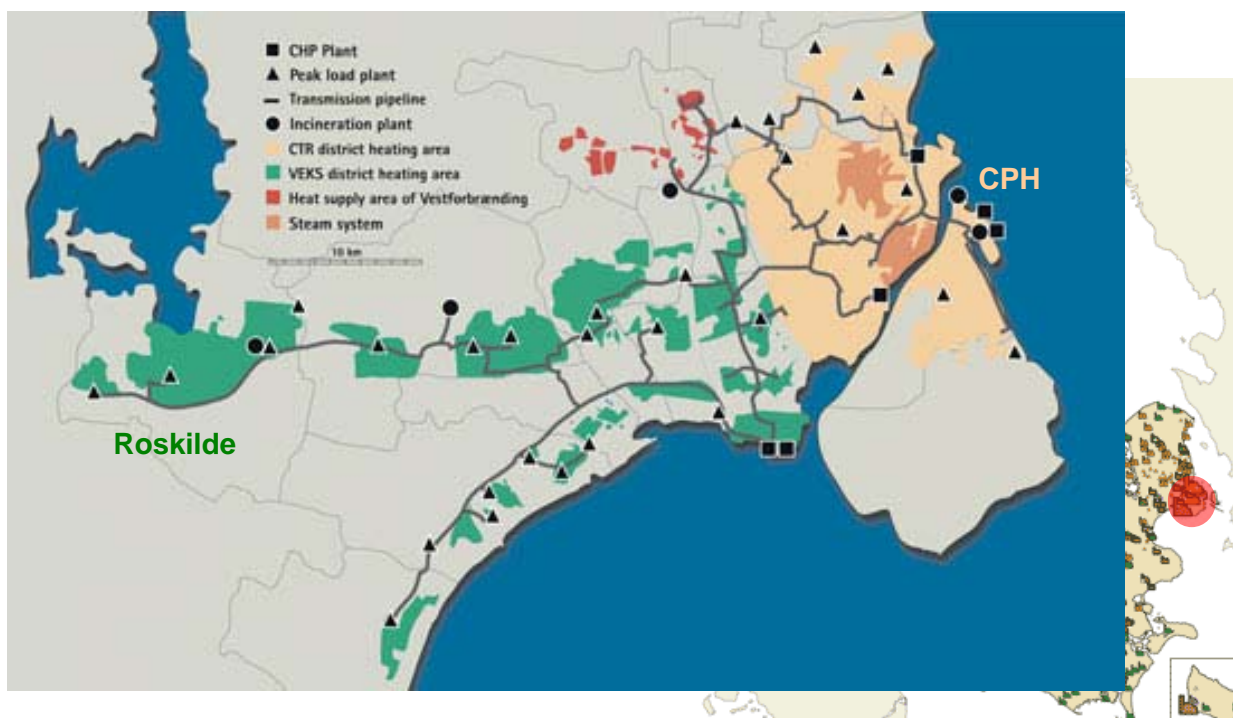 CHP Plant
Peak load plant
Transmission pipeline
Incineration plant
CTR district heating area
VEKS district heating area
Heat supply area of Vestforbrænding
Steam system
10 km
CPH
Roskilde